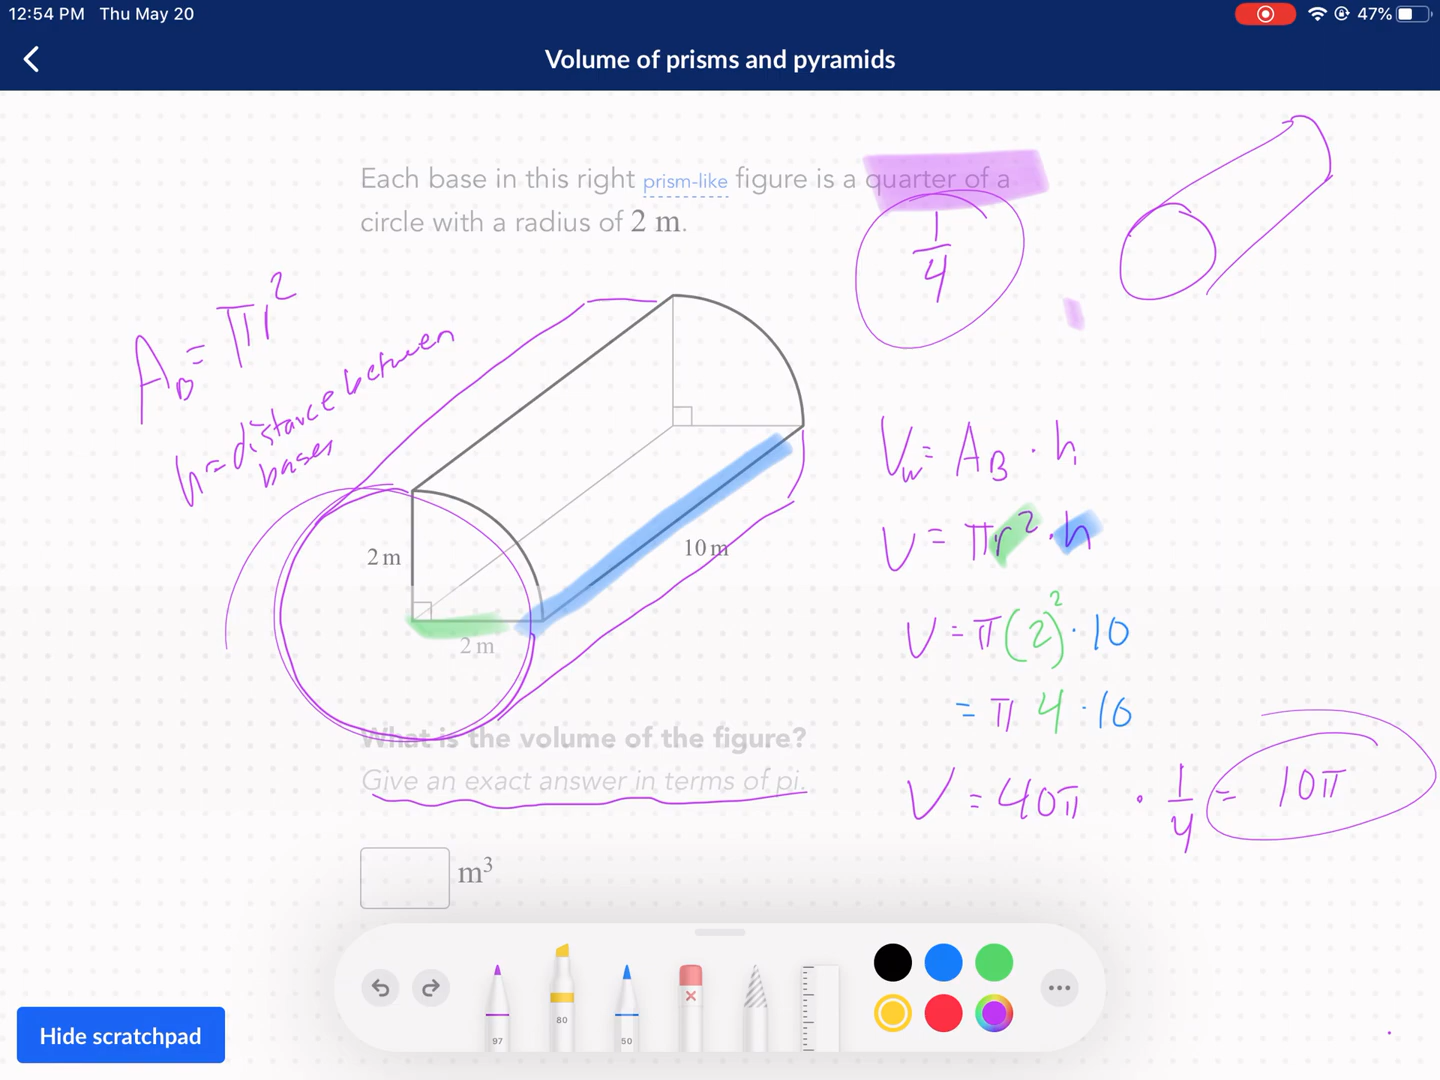 12:54 PM Thu May 20
47%
Volume of prisms and pyramids
Each base in this right prism-like figure is a quarter of a
circle with a radius of 2 m.
1/4
A_B = πr²
h = distance between
bases
2 m
10 m
2 m
V_w = A_B · h
V = πr² · h
V = π(2)² · 10
= π 4 · 10
V = 40π · 1/4 = 10π
What is the volume of the figure?
Give an exact answer in terms of pi.
m³
97
80
50
Hide scratchpad